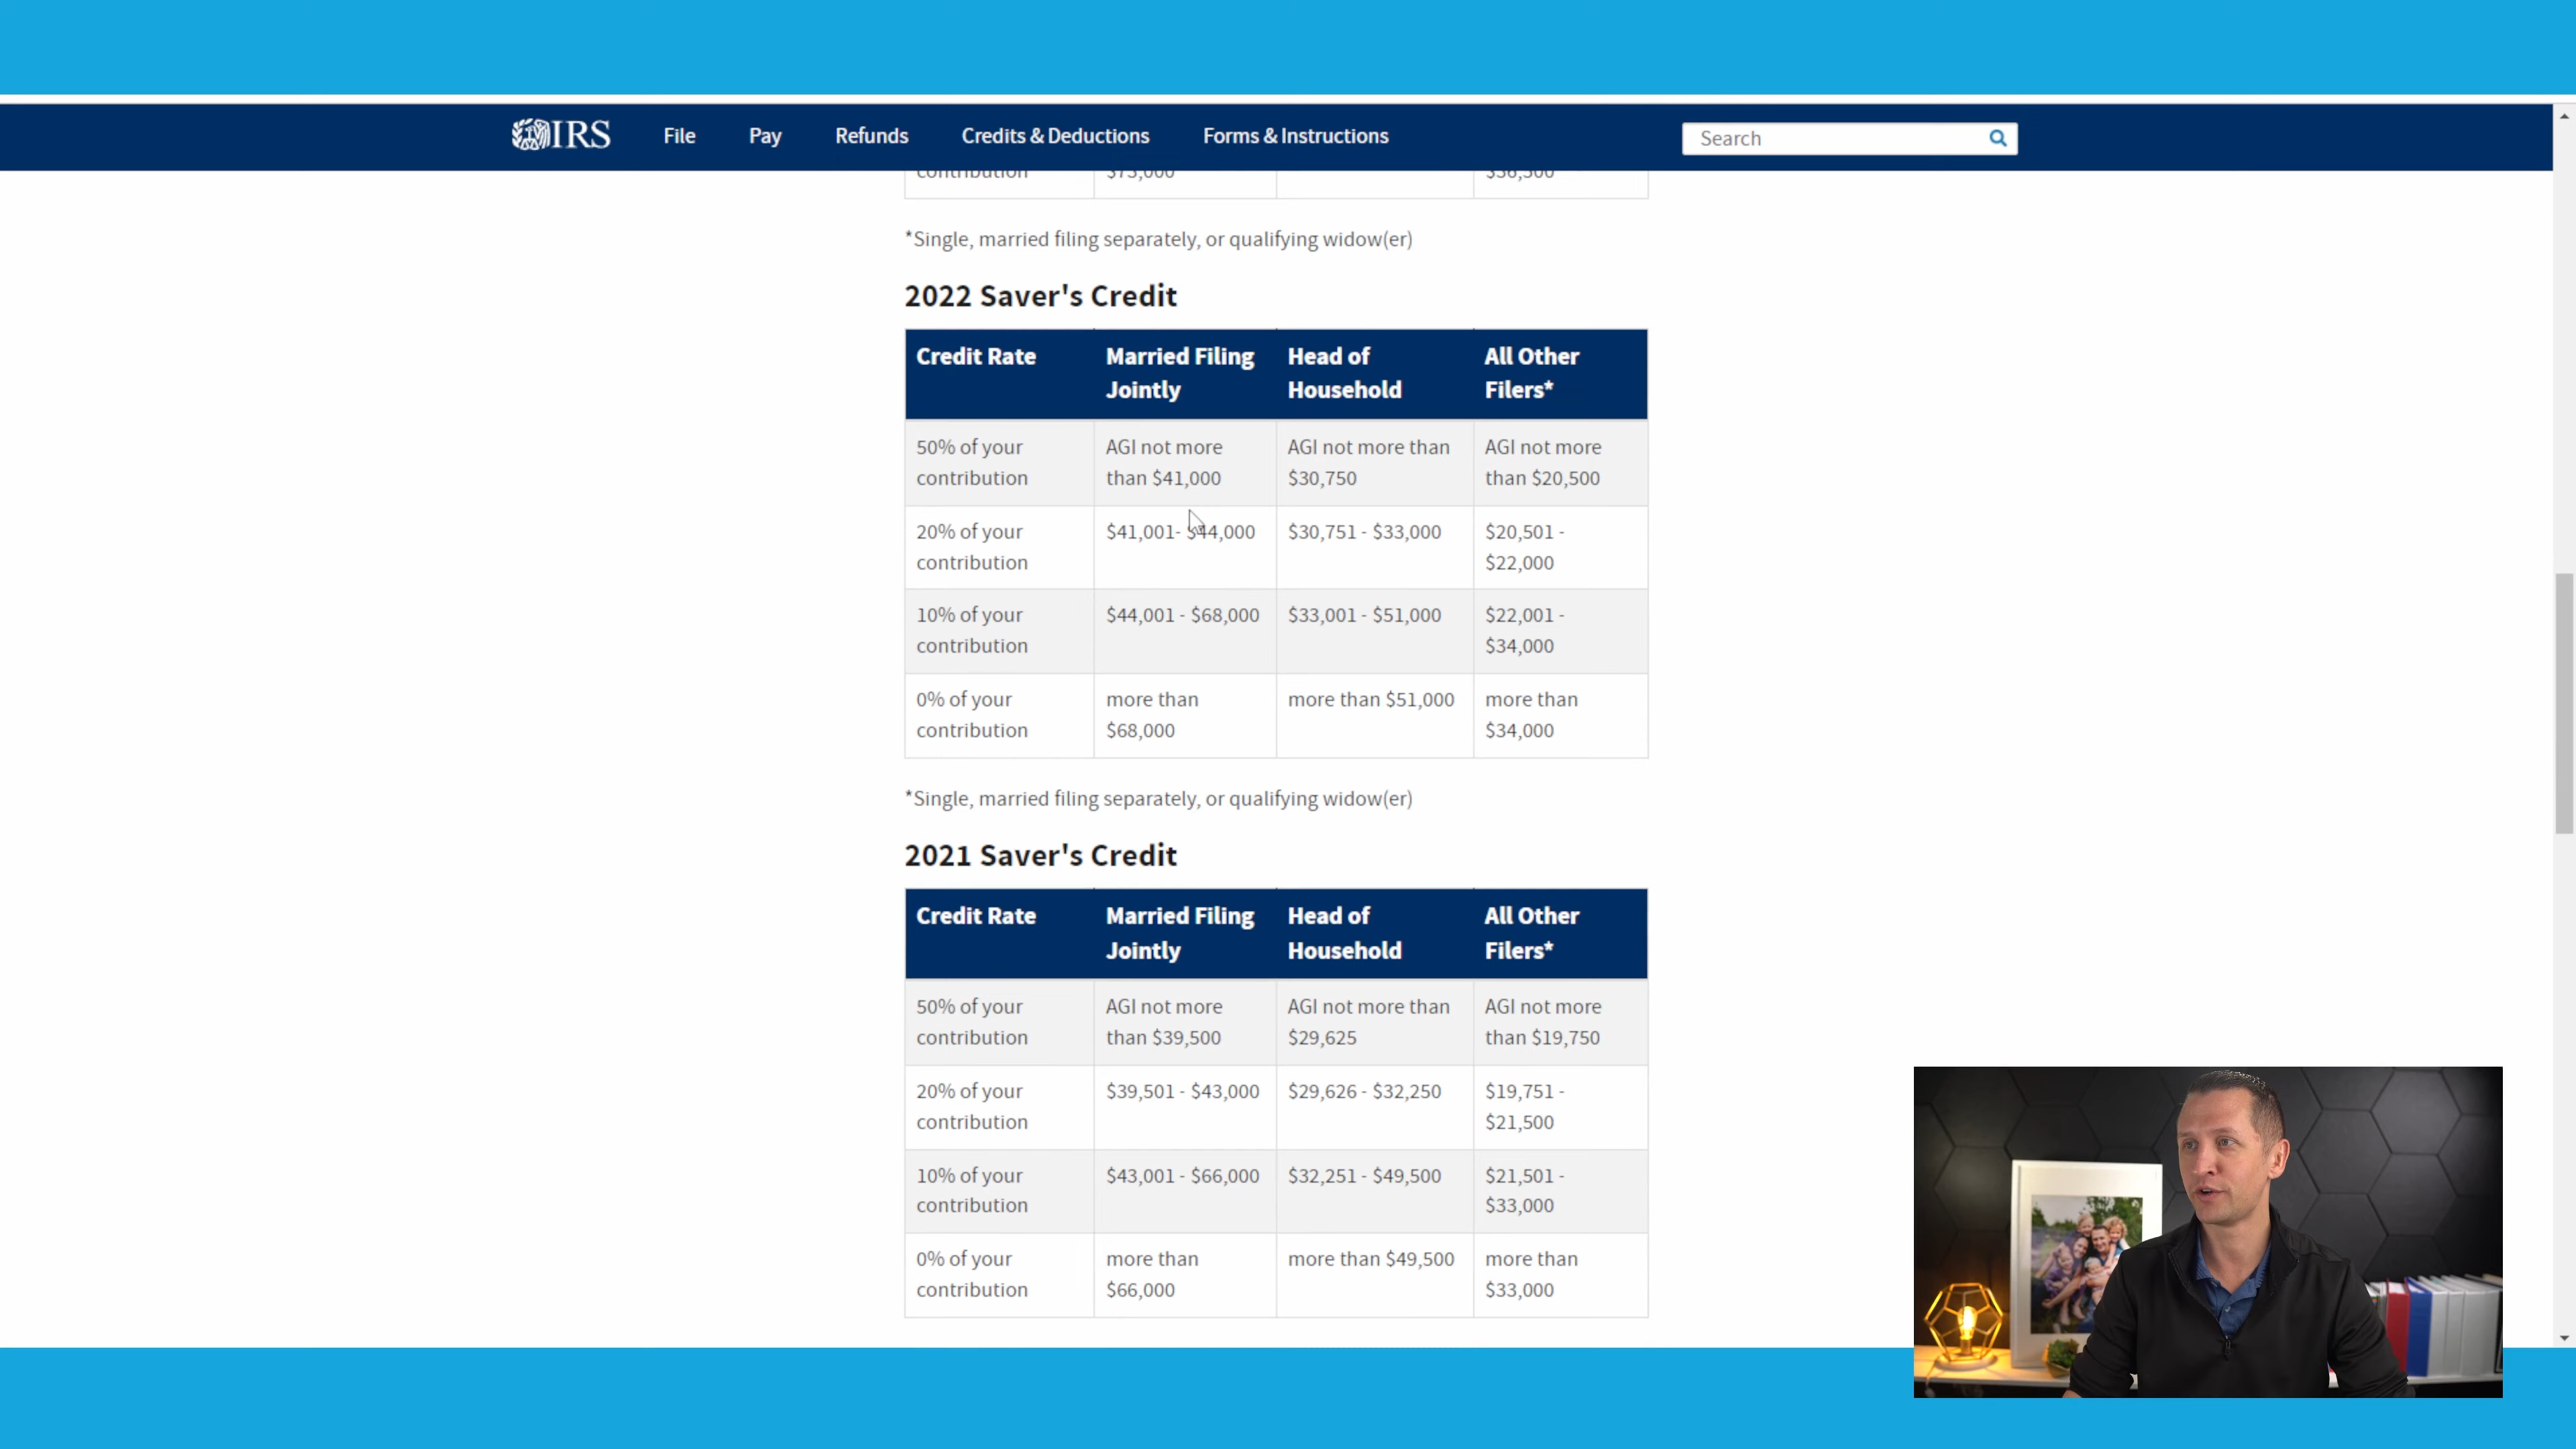 IRS File Pay Refunds Credits & Deductions Forms & Instructions Search
contribution $73,000 $36,500
*Single, married filing separately, or qualifying widow(er)
2022 Saver's Credit
Credit Rate Married Filing Head of All Other
Jointly Household Filers*
50% of your AGI not more AGI not more than AGI not more
contribution than $41,000 $30,750 than $20,500
20% of your $41,001- $44,000 $30,751 - $33,000 $20,501 -
contribution $22,000
10% of your $44,001 - $68,000 $33,001 - $51,000 $22,001 -
contribution $34,000
0% of your more than more than $51,000 more than
contribution $68,000 $34,000
*Single, married filing separately, or qualifying widow(er)
2021 Saver's Credit
Credit Rate Married Filing Head of All Other
Jointly Household Filers*
50% of your AGI not more AGI not more than AGI not more
contribution than $39,500 $29,625 than $19,750
20% of your $39,501 - $43,000 $29,626 - $32,250 $19,751 -
contribution $21,500
10% of your $43,001 - $66,000 $32,251 - $49,500 $21,501 -
contribution $33,000
0% of your more than more than $49,500 more than
contribution $66,000 $33,000